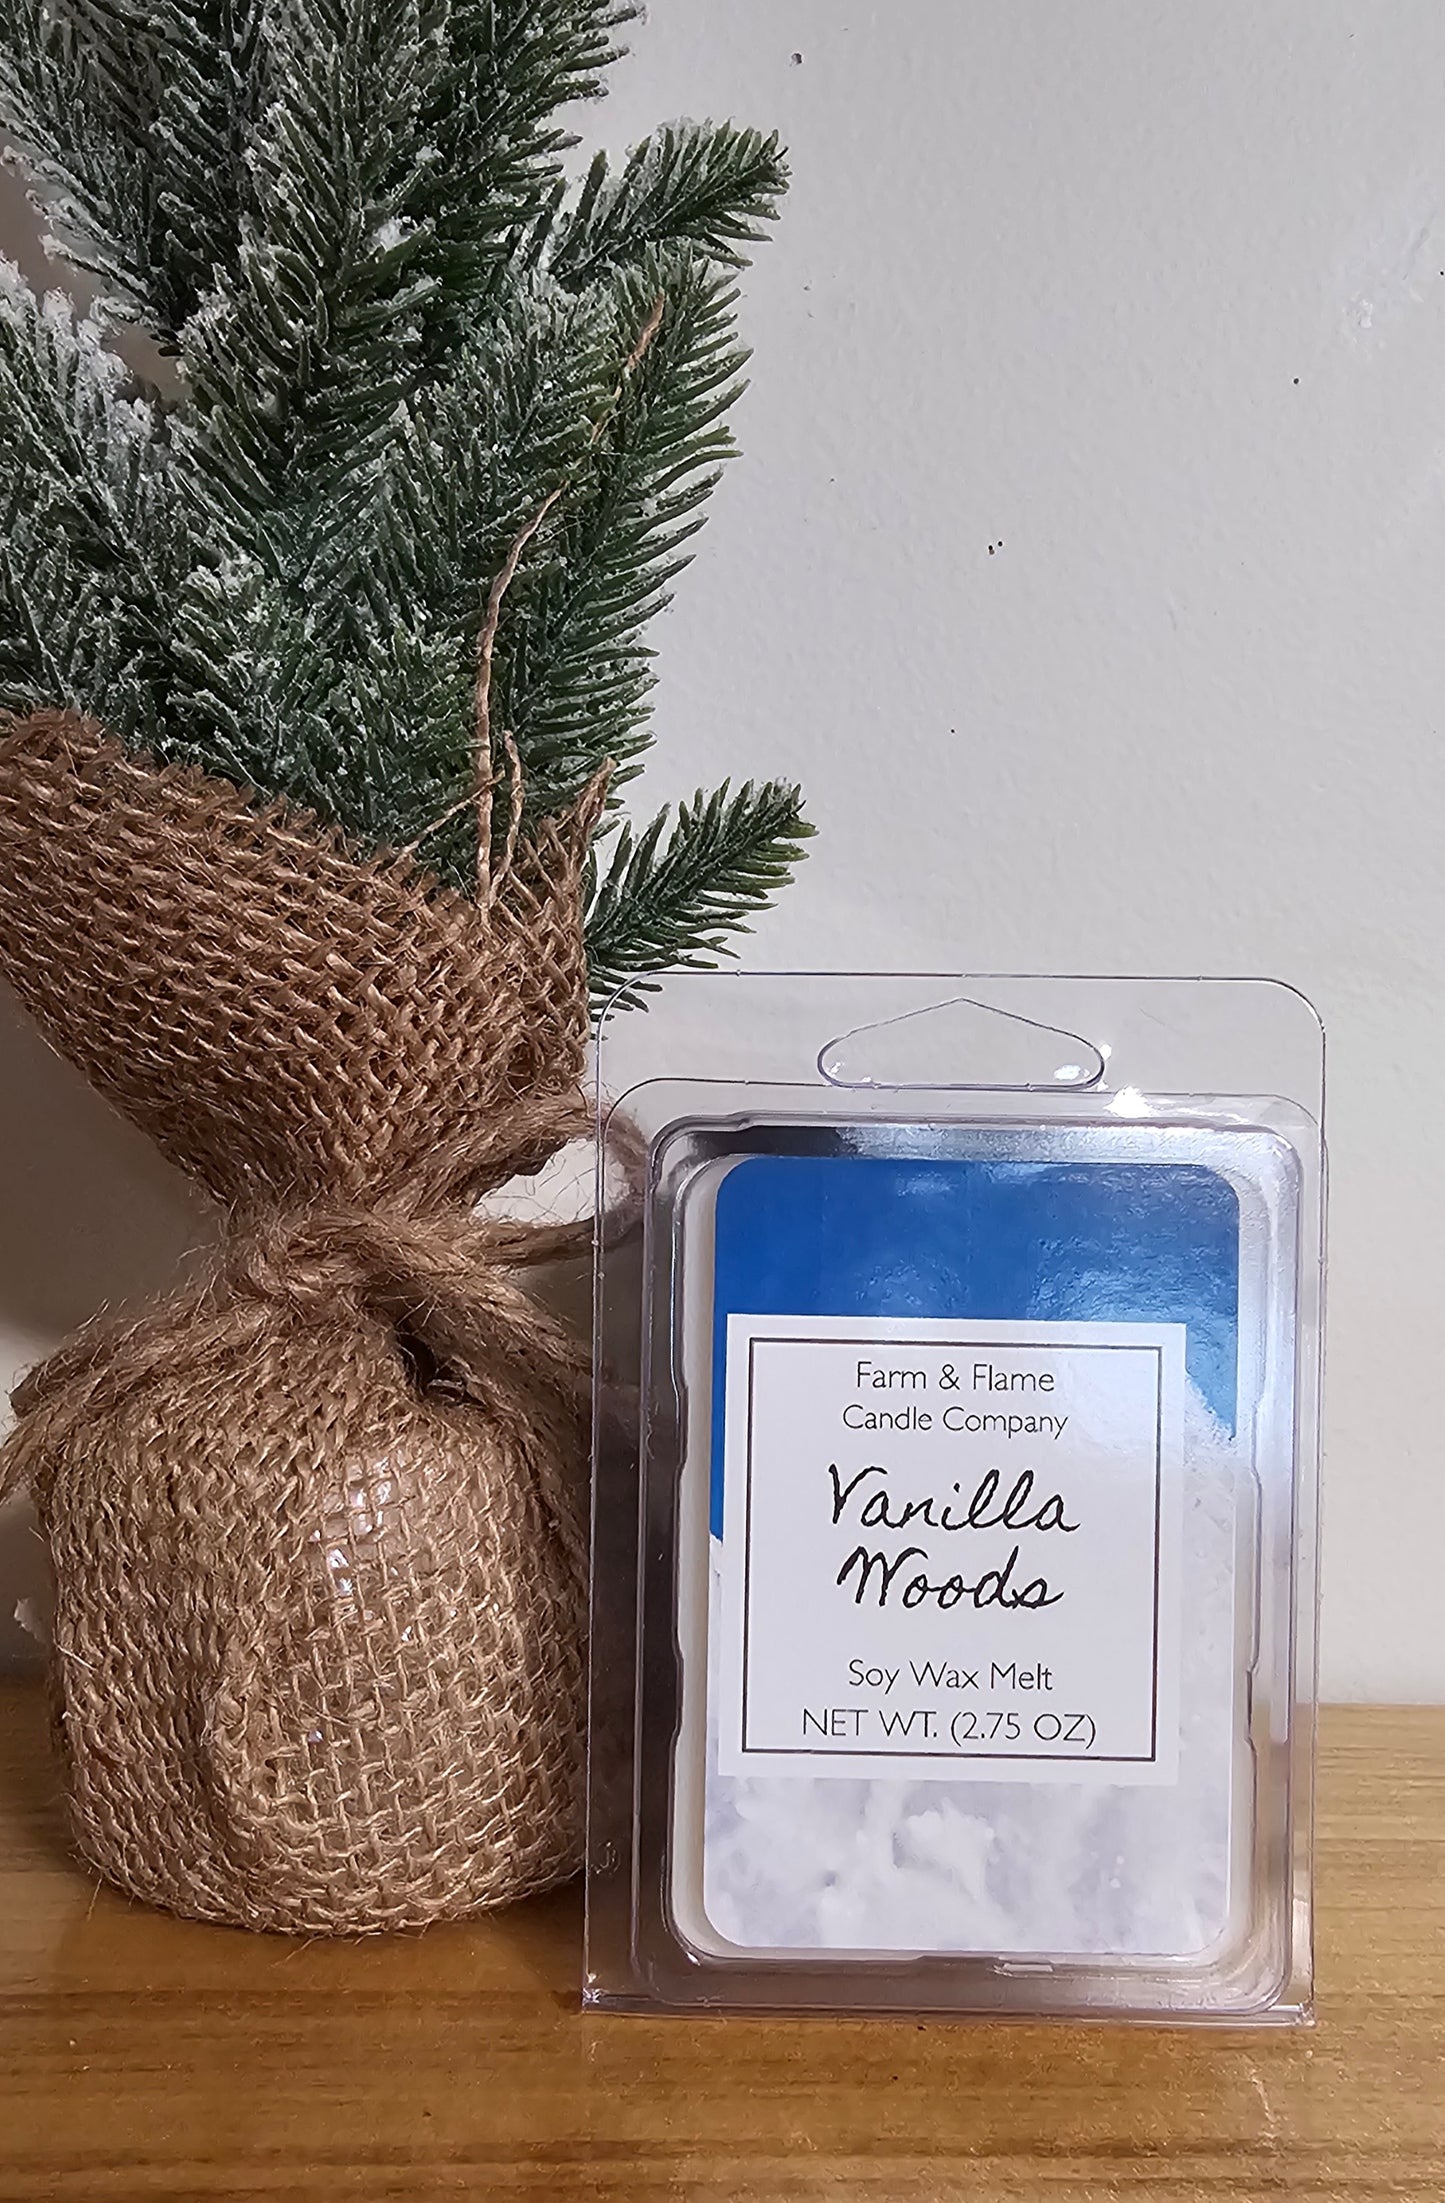 Farm & Flame
Candle Company
Vanilla
Woods
Soy Wax Melt
NET WT. (2.75 OZ)